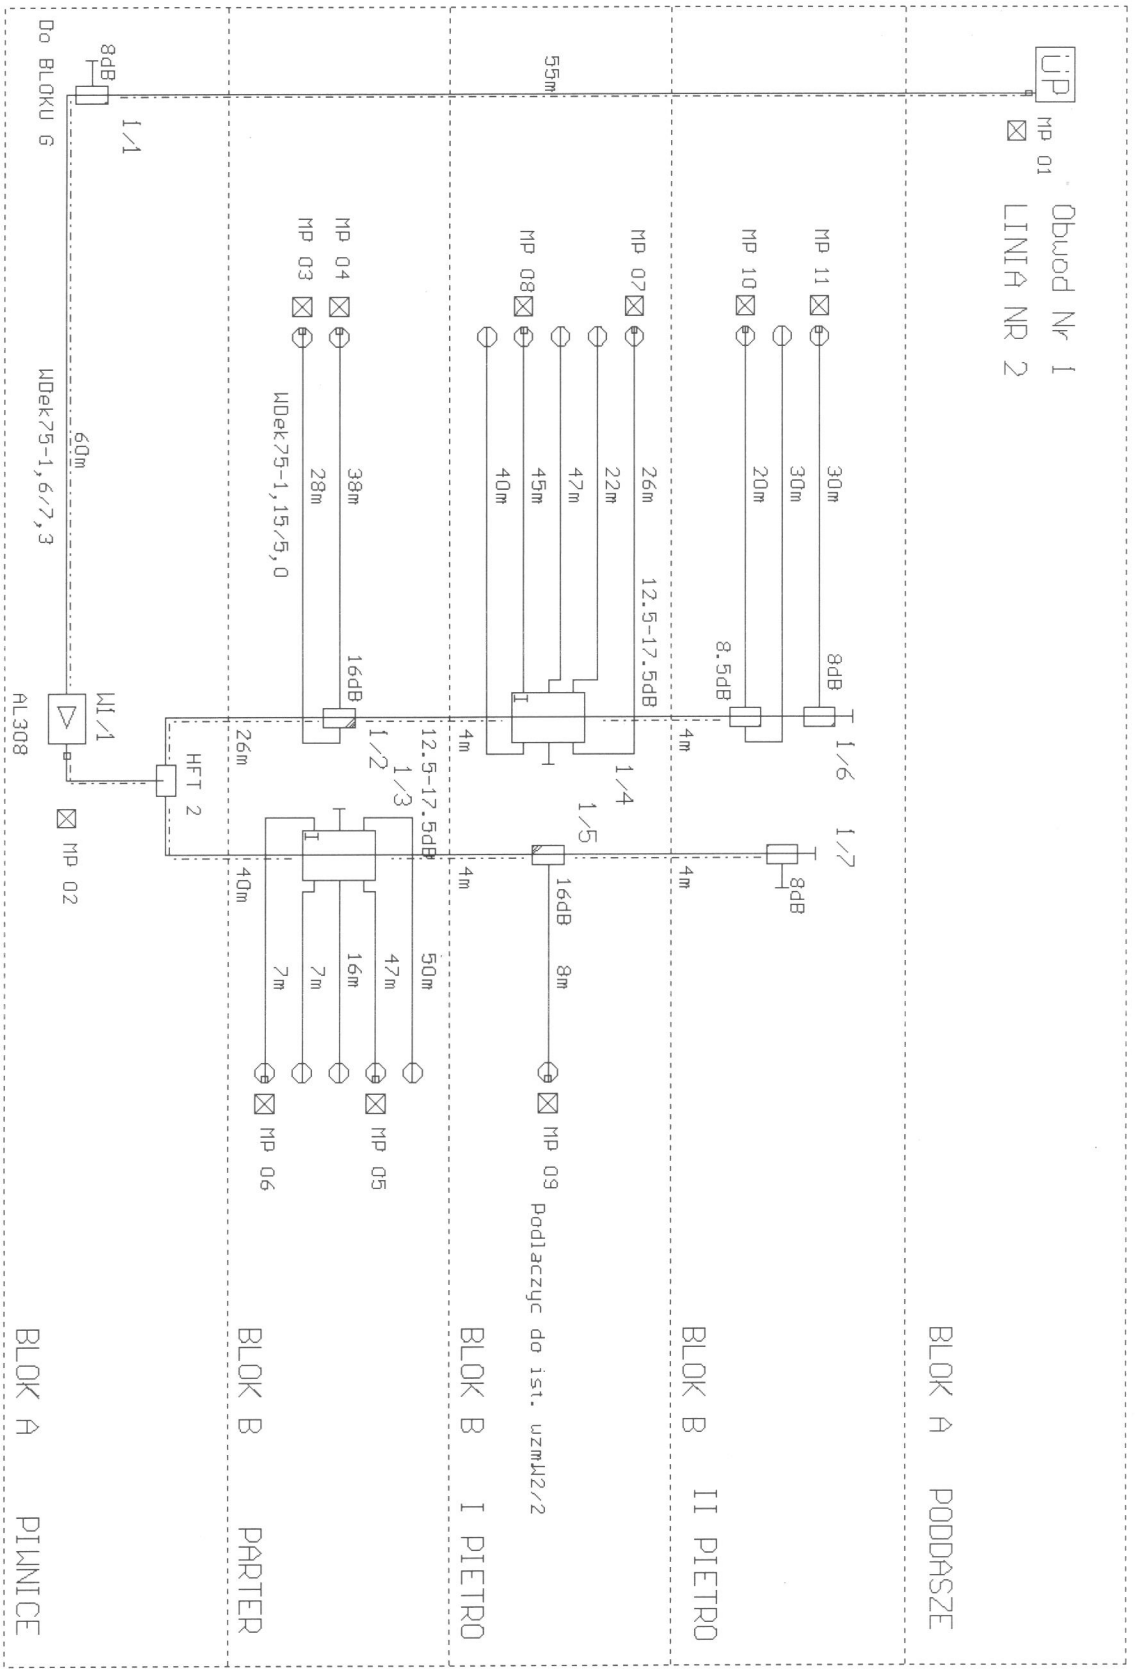 ÜP
MP 01
Obwod Nr 1
LINIA NR 2
BLOK A PODDASZE
MP 11
30m
8dB
1/6
30m
MP 10
20m
8.5dB
4m
1/7
8dB
4m
BLOK B II PIETRO
55m
MP 07
26m
12.5-17.5dB
22m
47m
MP 08
45m
40m
I
1/4
4m
1/5
16dB
8m
MP 09
Podlaczyc do ist. wzmW2/2
4m
BLOK B I PIETRO
MP 04
38m
16dB
MP 03
28m
WDek75-1,15/5,0
1/2
26m
1/3
12.5-17.5dB
I
50m
47m
16m
7m
7m
MP 05
MP 06
40m
BLOK B PARTER
8dB
1/1
Do BLOKU G
60m
WDek75-1,6/7,3
W1/1
AL308
HFT 2
MP 02
BLOK A PIWNICE